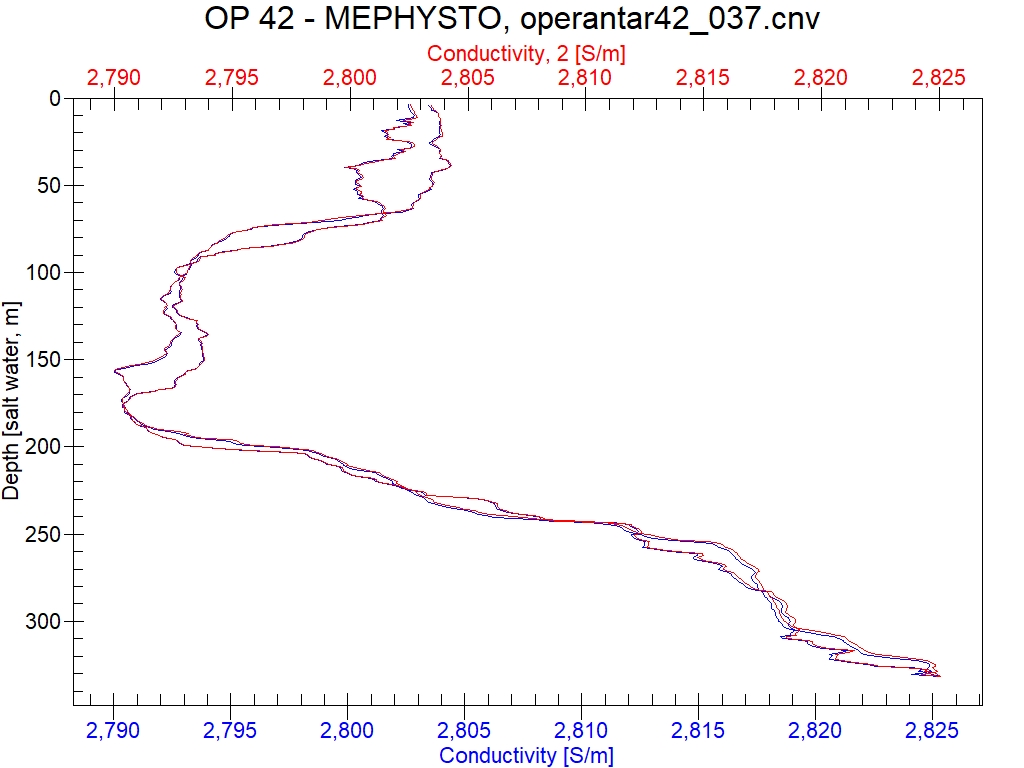 OP 42 - MEPHYSTO, operantar42_037.cnv
Conductivity, 2 [S/m]
2,790 2,795 2,800 2,805 2,810 2,815 2,820 2,825
0
50
100
150
200
250
300
Depth [salt water, m]
2,790 2,795 2,800 2,805 2,810 2,815 2,820 2,825
Conductivity [S/m]